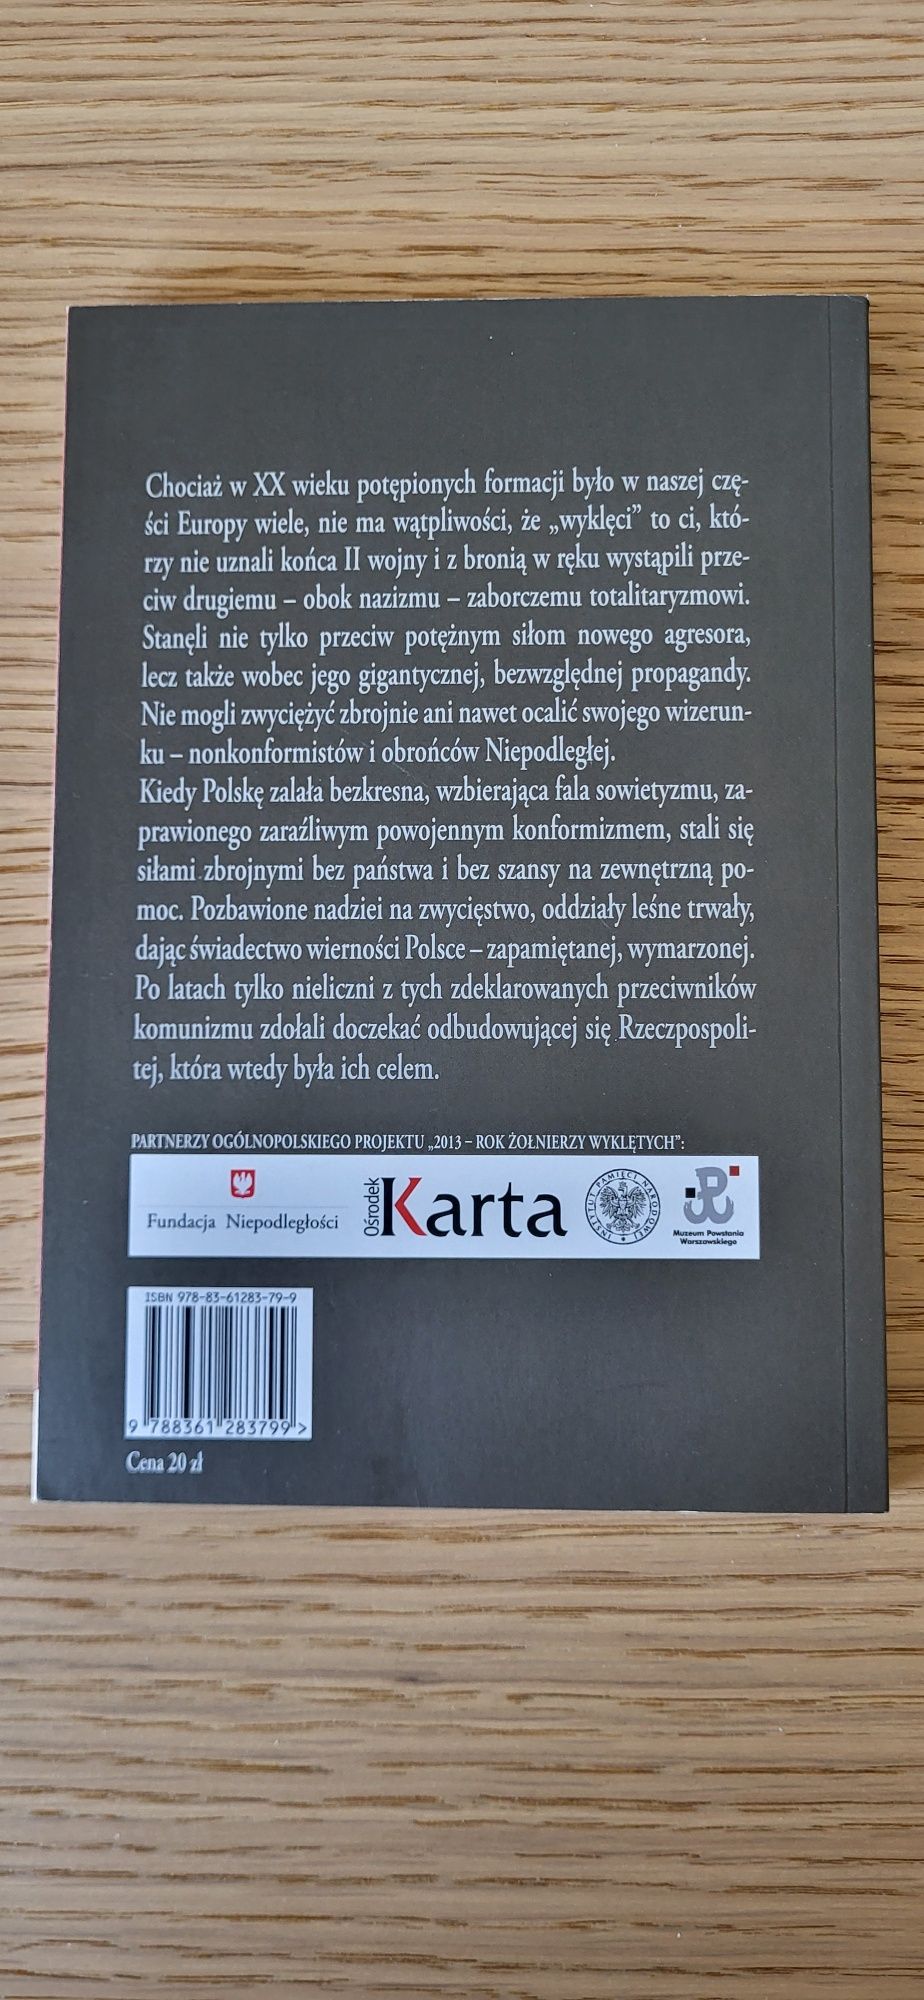 Chociaż w XX wieku potępionych formacji było w naszej czę-
ści Europy wiele, nie ma wątpliwości, że „wyklęci” to ci, któ-
rzy nie uznali końca II wojny i z bronią w ręku wystąpili prze-
ciw drugiemu – obok nazizmu – zaborczemu totalitaryzmowi.
Stanęli nie tylko przeciw potężnym siłom nowego agresora,
lecz także wobec jego gigantycznej, bezwzględnej propagandy.
Nie mogli zwyciężyć zbrojnie ani nawet ocalić swojego wizerun-
ku – nonkonformistów i obrońców Niepodległej.
Kiedy Polskę zalała bezkresna, wzbierająca fala sowietyzmu, za-
prawionego zaraźliwym powojennym konformizmem, stali się
siłami zbrojnymi bez państwa i bez szansy na zewnętrzną po-
moc. Pozbawione nadziei na zwycięstwo, oddziały leśne trwały,
dając świadectwo wierności Polsce – zapamiętanej, wymarzonej.
Po latach tylko nieliczni z tych zdeklarowanych przeciwników
komunizmu zdołali doczekać odbudowującej się Rzeczpospoli-
tej, która wtedy była ich celem.
PARTNERZY OGÓLNOPOLSKIEGO PROJEKTU „2013 – ROK ŻOŁNIERZY WYKLĘTYCH”:
Fundacja Niepodległości
Ośrodek
Karta
INSTYTUT PAMIĘCI NARODOWEJ
Muzeum Powstania
Warszawskiego
ISBN 978-83-61283-79-9
9 788361 283799 >
Cena 20 zł